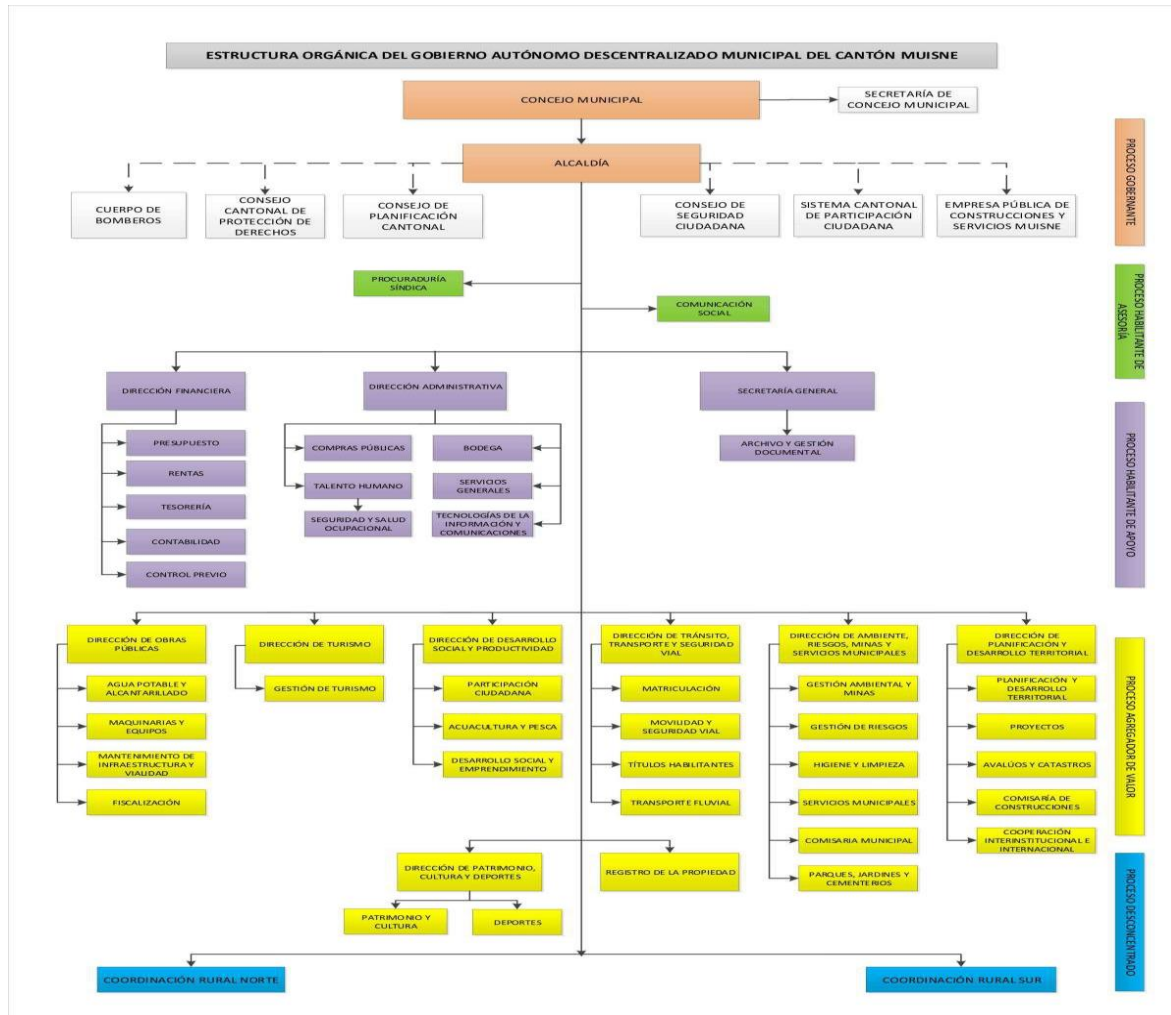 ESTRUCTURA ORGÁNICA DEL GOBIERNO AUTÓNOMO DESCENTRALIZADO MUNICIPAL DEL CANTÓN MUISNE
CONCEJO MUNICIPAL
SECRETARÍA DE
CONCEJO MUNICIPAL
PROCESO GOBERNANTE
ALCALDÍA
CUERPO DE
BOMBEROS
CONSEJO
CANTONAL DE
PROTECCIÓN DE
DERECHOS
CONSEJO DE
PLANIFICACIÓN
CANTONAL
CONSEJO DE
SEGURIDAD
CIUDADANA
SISTEMA CANTONAL
DE PARTICIPACIÓN
CIUDADANA
EMPRESA PÚBLICA DE
CONSTRUCCIONES Y
SERVICIOS MUISNE
PROCESO HABILITANTE DE
ASESORÍA
PROCURADURÍA
SÍNDICA
COMUNICACIÓN
SOCIAL
PROCESO HABILITANTE DE APOYO
DIRECCIÓN FINANCIERA
PRESUPUESTO
RENTAS
TESORERÍA
CONTABILIDAD
CONTROL PREVIO
DIRECCIÓN ADMINISTRATIVA
COMPRAS PÚBLICAS
TALENTO HUMANO
SEGURIDAD Y SALUD
OCUPACIONAL
BODEGA
SERVICIOS
GENERALES
TECNOLOGÍAS DE LA
INFORMACIÓN Y
COMUNICACIONES
SECRETARÍA GENERAL
ARCHIVO Y GESTIÓN
DOCUMENTAL
PROCESO AGREGADOR DE VALOR
DIRECCIÓN DE OBRAS
PÚBLICAS
AGUA POTABLE Y
ALCANTARILLADO
MAQUINARIAS Y
EQUIPOS
MANTENIMIENTO DE
INFRAESTRUCTURA Y
VIALIDAD
FISCALIZACIÓN
DIRECCIÓN DE TURISMO
GESTIÓN DE TURISMO
DIRECCIÓN DE DESARROLLO
SOCIAL Y PRODUCTIVIDAD
PARTICIPACIÓN
CIUDADANA
ACUACULTURA Y PESCA
DESARROLLO SOCIAL Y
EMPRENDIMIENTO
DIRECCIÓN DE TRÁNSITO,
TRANSPORTE Y SEGURIDAD
VIAL
MATRICULACIÓN
MOVILIDAD Y
SEGURIDAD VIAL
TÍTULOS HABILITANTES
TRANSPORTE FLUVIAL
DIRECCIÓN DE AMBIENTE,
RIESGOS, MINAS Y
SERVICIOS MUNICIPALES
GESTIÓN AMBIENTAL Y
MINAS
GESTIÓN DE RIESGOS
HIGIENE Y LIMPIEZA
SERVICIOS MUNICIPALES
COMISARIA MUNICIPAL
PARQUES, JARDINES Y
CEMENTERIOS
DIRECCIÓN DE
PLANIFICACIÓN Y
DESARROLLO TERRITORIAL
PLANIFICACIÓN Y
DESARROLLO
TERRITORIAL
PROYECTOS
AVALÚOS Y CATASTROS
COMISARÍA DE
CONSTRUCCIONES
COOPERACIÓN
INTERINSTITUCIONAL E
INTERNACIONAL
DIRECCIÓN DE PATRIMONIO,
CULTURA Y DEPORTES
PATRIMONIO Y
CULTURA
DEPORTES
REGISTRO DE LA PROPIEDAD
PROCESO DESCONCENTRADO
COORDINACIÓN RURAL NORTE
COORDINACIÓN RURAL SUR